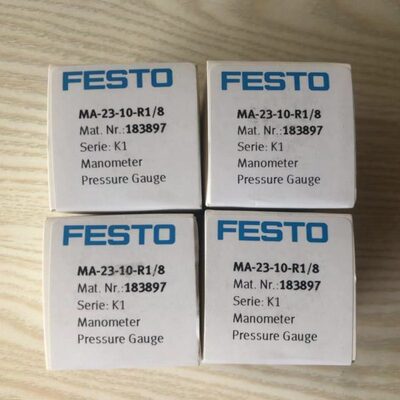 FESTO
MA-23-10-R1/8
Mat. Nr.:183897
Serie: K1
Manometer
Pressure Gauge
FESTO
MA-23-10-R1/8
Mat. Nr.:183897
Serie: K1
Manometer
Pressure Gauge
FESTO
MA-23-10-R1/8
Mat. Nr.:183897
Serie: K1
Manometer
Pressure Gauge
FESTO
MA-23-10-R1/8
Mat. Nr.:183897
Serie: K1
Manometer
Pressure Gauge